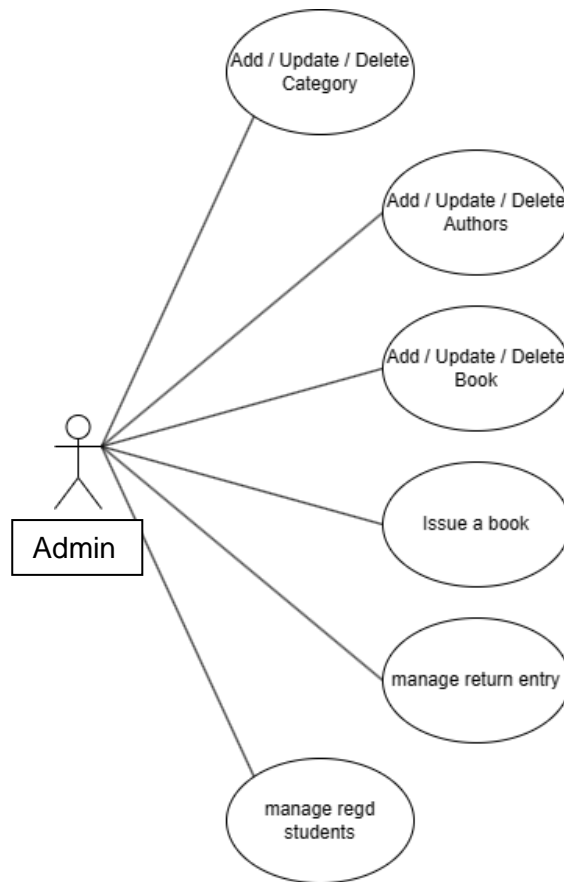 Add / Update / Delete
Category
Add / Update / Delete
Authors
Add / Update / Delete
Book
Issue a book
Admin
manage return entry
manage regd
students